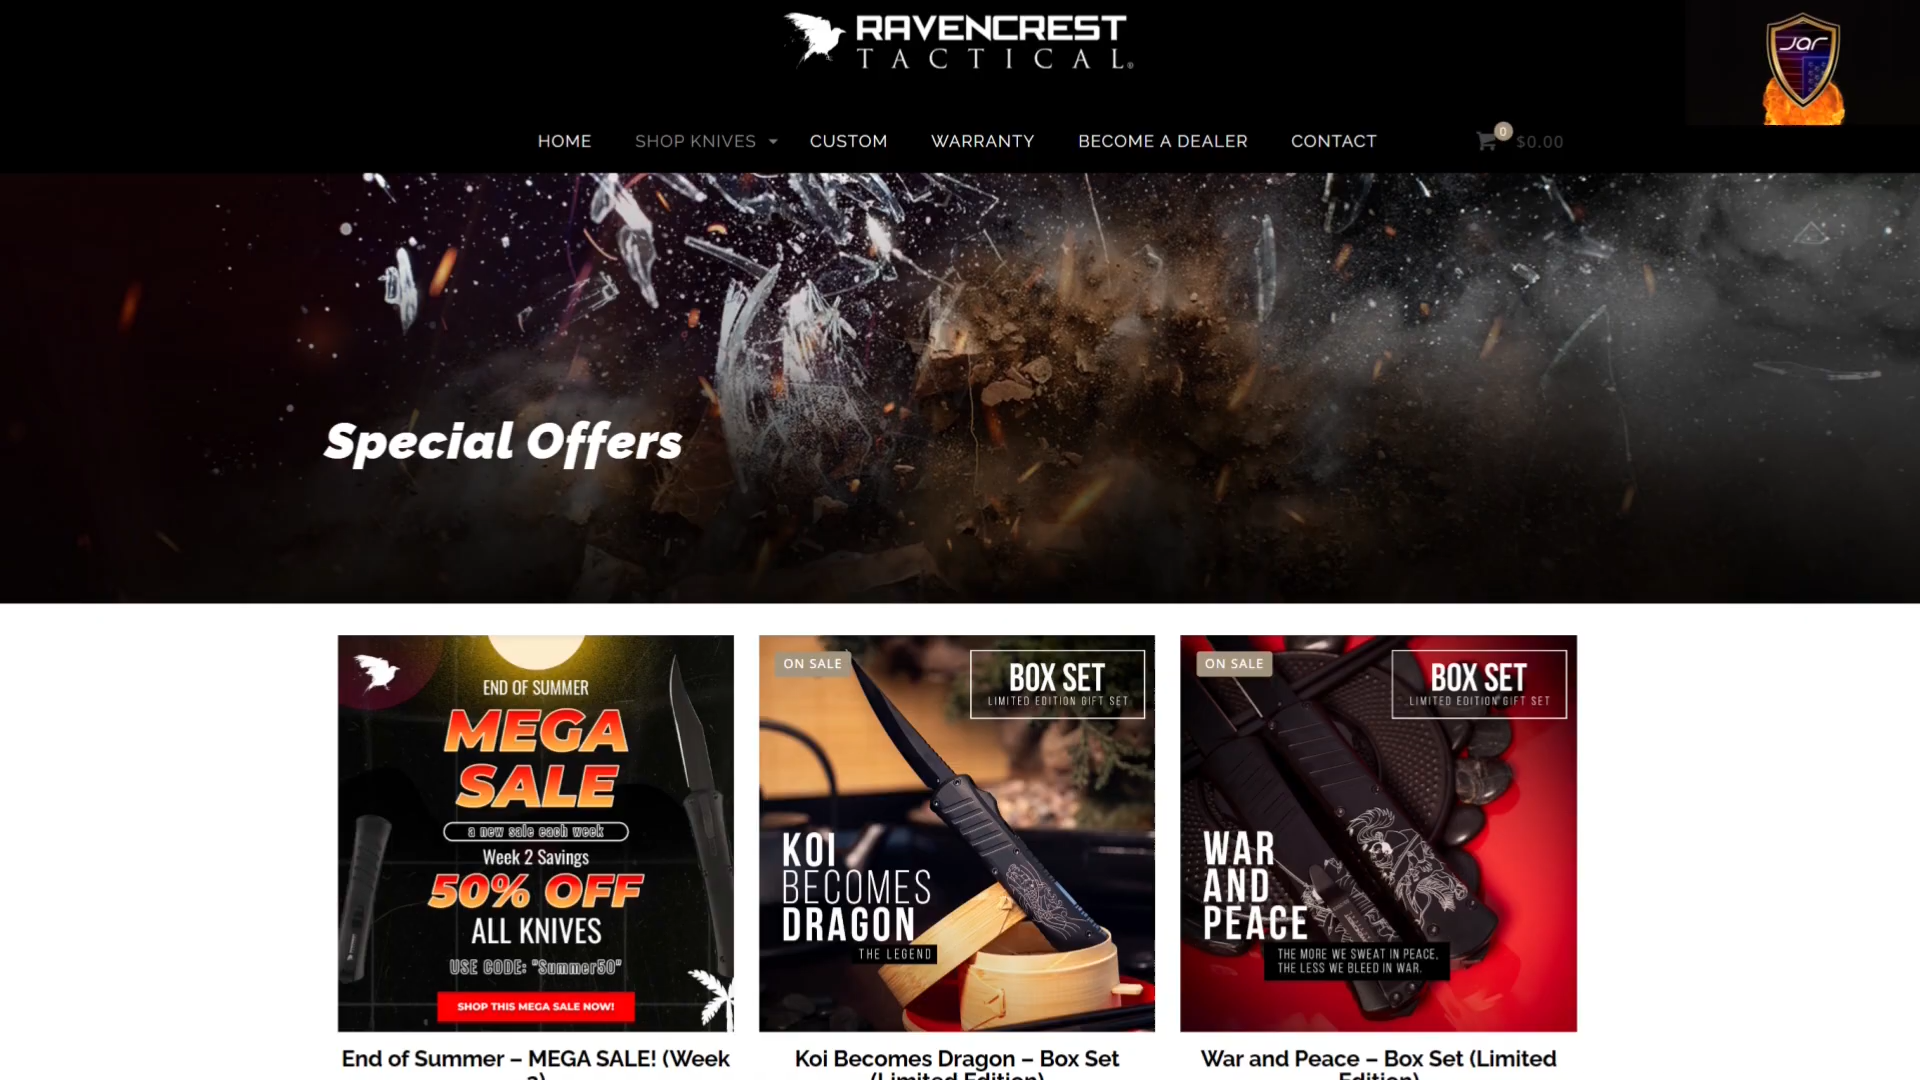 RAVENCREST
TACTICAL®
Jar
HOME
SHOP KNIVES
CUSTOM
WARRANTY
BECOME A DEALER
CONTACT
0
$0.00
Special Offers
END OF SUMMER
MEGA
SALE
a new sale each week
Week 2 Savings
50% OFF
ALL KNIVES
USE CODE: "Summer50"
SHOP THIS MEGA SALE NOW!
End of Summer – MEGA SALE! (Week
2)
ON SALE
BOX SET
LIMITED EDITION GIFT SET
KOI
BECOMES
DRAGON
THE LEGEND
Koi Becomes Dragon – Box Set
(Limited Edition)
ON SALE
BOX SET
LIMITED EDITION GIFT SET
WAR
AND
PEACE
THE MORE WE SWEAT IN PEACE,
THE LESS WE BLEED IN WAR.
War and Peace – Box Set (Limited
Edition)